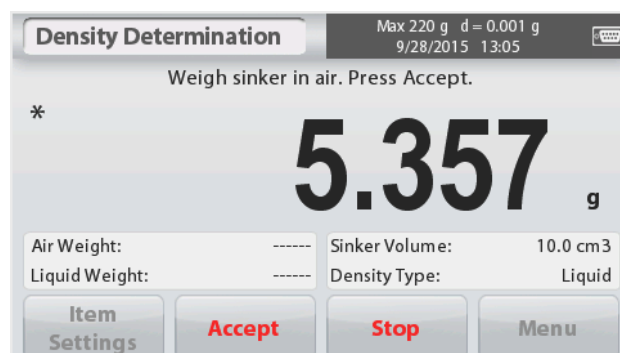 Density Determination
Max 220 g d = 0.001 g
9/28/2015 13:05
Weigh sinker in air. Press Accept.
*
5.357 g
Air Weight: ------
Sinker Volume: 10.0 cm3
Liquid Weight: ------
Density Type: Liquid
Item Settings
Accept
Stop
Menu